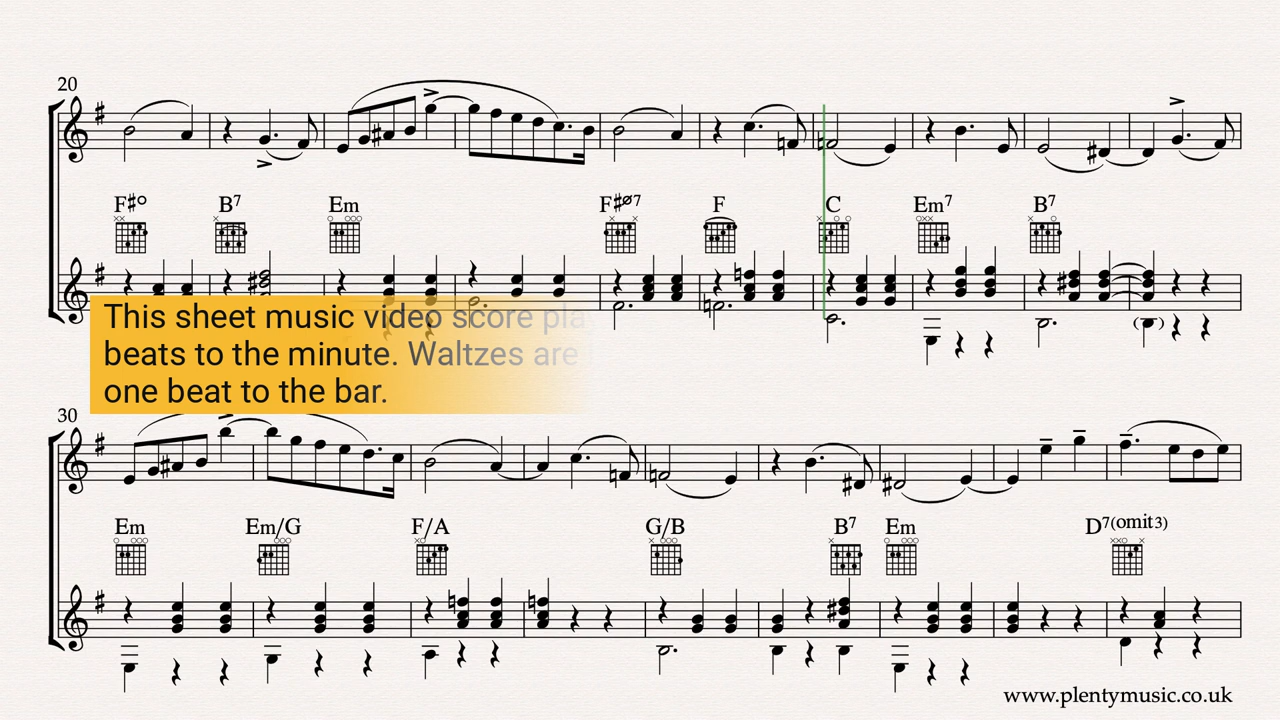 20
F#o B7 Em F#ø7 F C Em7 B7
This sheet music video score
beats to the minute. Waltzes are
one beat to the bar.
30
Em Em/G F/A G/B B7 Em D7(omit3)
www.plentymusic.co.uk